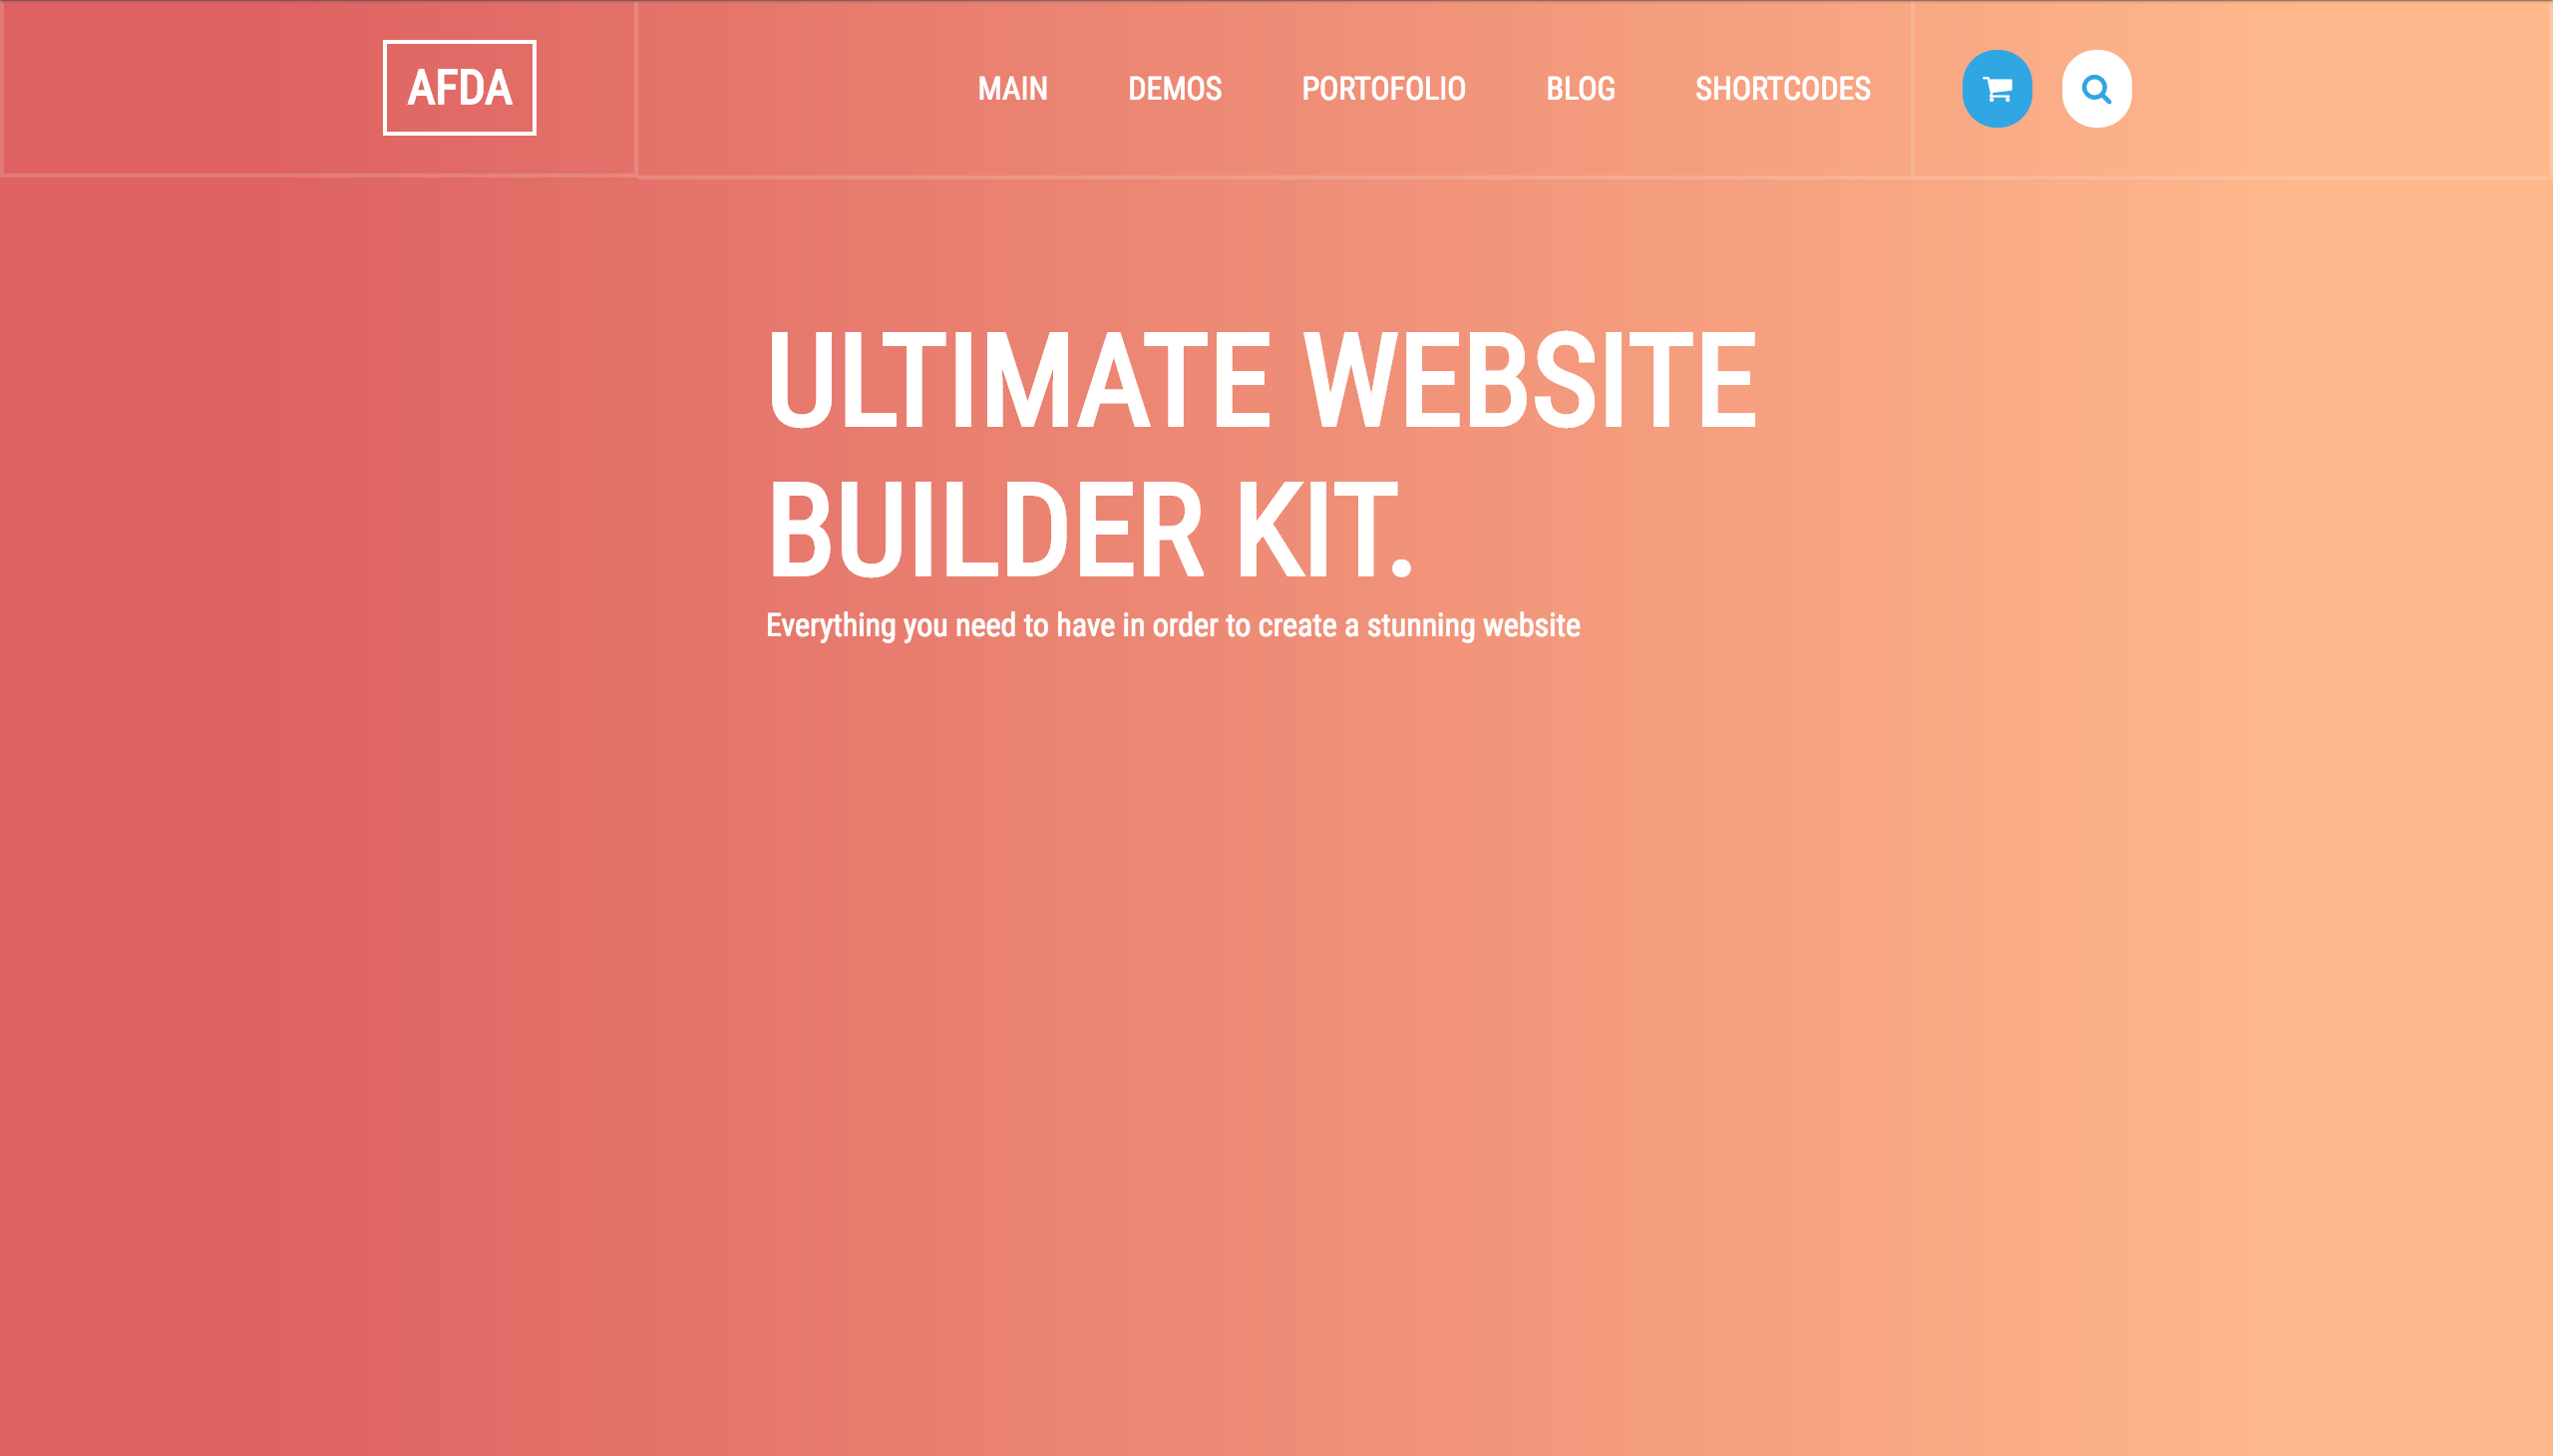 AFDA
MAIN DEMOS PORTOFOLIO BLOG SHORTCODES
ULTIMATE WEBSITE
BUILDER KIT.
Everything you need to have in order to create a stunning website